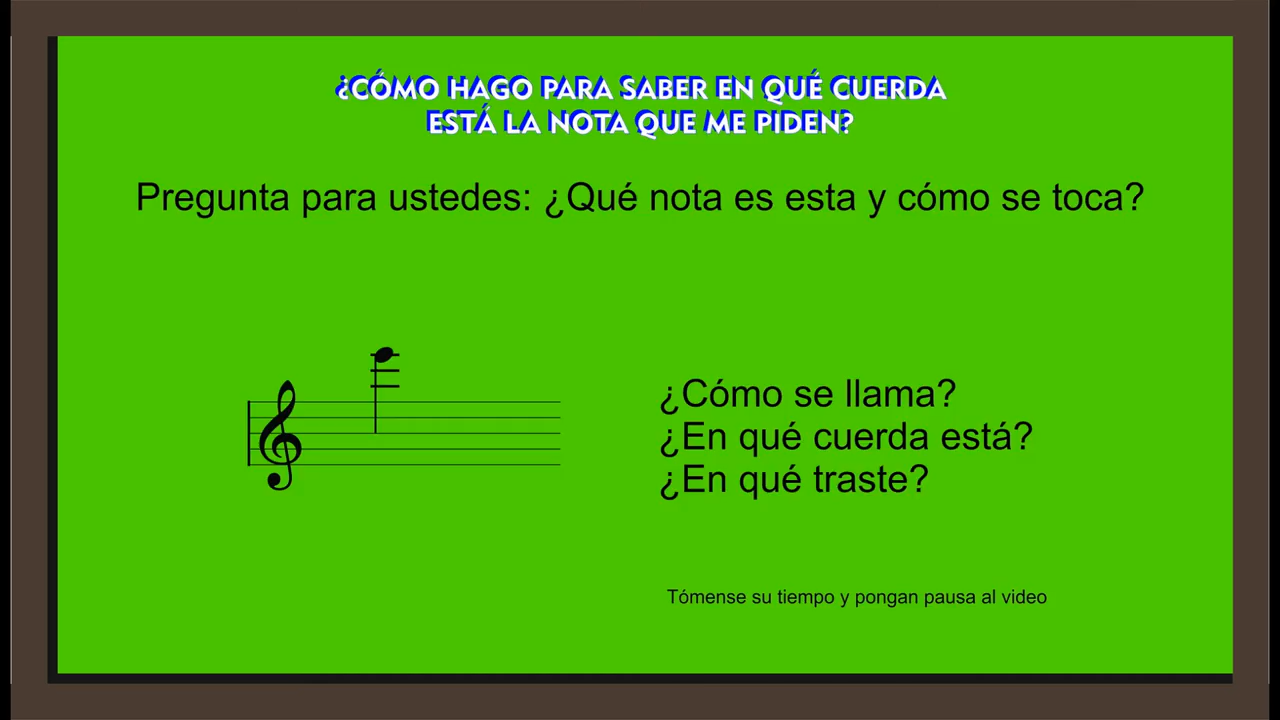 ¿CÓMO HAGO PARA SABER EN QUÉ CUERDA
ESTÁ LA NOTA QUE ME PIDEN?
Pregunta para ustedes: ¿Qué nota es esta y cómo se toca?
¿Cómo se llama?
¿En qué cuerda está?
¿En qué traste?
Tómense su tiempo y pongan pausa al video